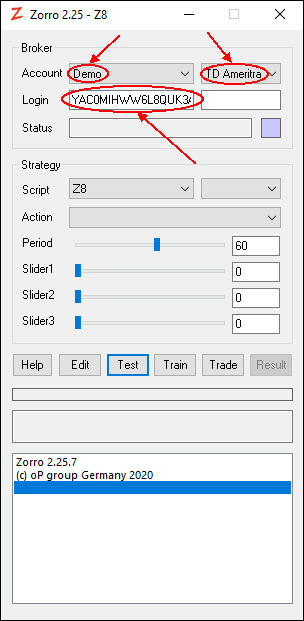 Zorro 2.25 - Z8
Broker
Account Demo TD Ameritra
Login
Status
Strategy
Script Z8
Action
Period 60
Slider1 0
Slider2 0
Slider3 0
Help Edit Test Train Trade Result
Zorro 2.25.7
(c) oP group Germany 2020